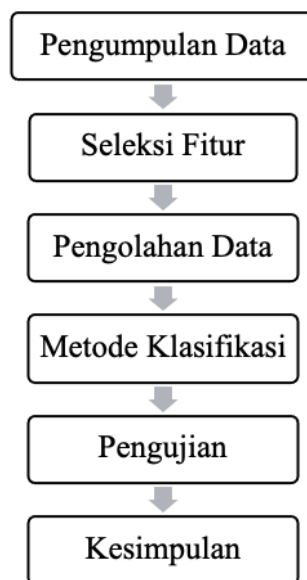 Pengumpulan Data
Seleksi Fitur
Pengolahan Data
Metode Klasifikasi
Pengujian
Kesimpulan